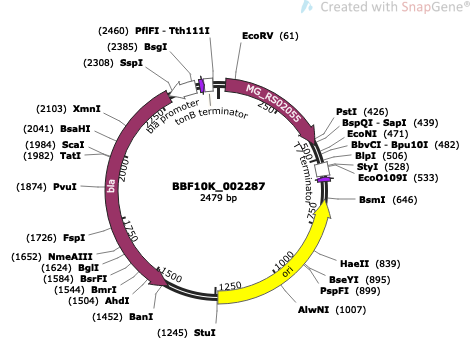 Created with SnapGene®
(2460) PflFI - Tth111I
(2385) BsgI
(2308) SspI
EcoRV (61)
bla promoter
tonB terminator
MG_RS02055
250
(2103) XmnI
(2041) BsaHI
(1984) ScaI
(1982) TatI
(1874) PvuI
(1726) FspI
(1652) NmeAIII
(1624) BglI
(1584) BsrFI
(1544) BmrI
(1504) AhdI
(1452) BanI
(1245) StuI
PstI (426)
BspQI - SapI (439)
EcoNI (471)
BbvCI - Bpu10I (482)
BlpI (506)
StyI (528)
EcoO109I (533)
BsmI (646)
HaeII (839)
BseYI (895)
PspFI (899)
AlwNI (1007)
500
T7 terminator
750
1000
ori
1250
1500
1750
2000
bla
BBF10K_002287
2479 bp